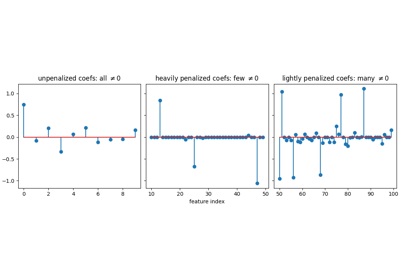 unpenalized coefs: all ≠0
heavily penalized coefs: few ≠0
lightly penalized coefs: many ≠0
1.0
0.5
0.0
−0.5
−1.0
0 2 4 6 8
10 20 30 40 50
50 60 70 80 90 100
feature index